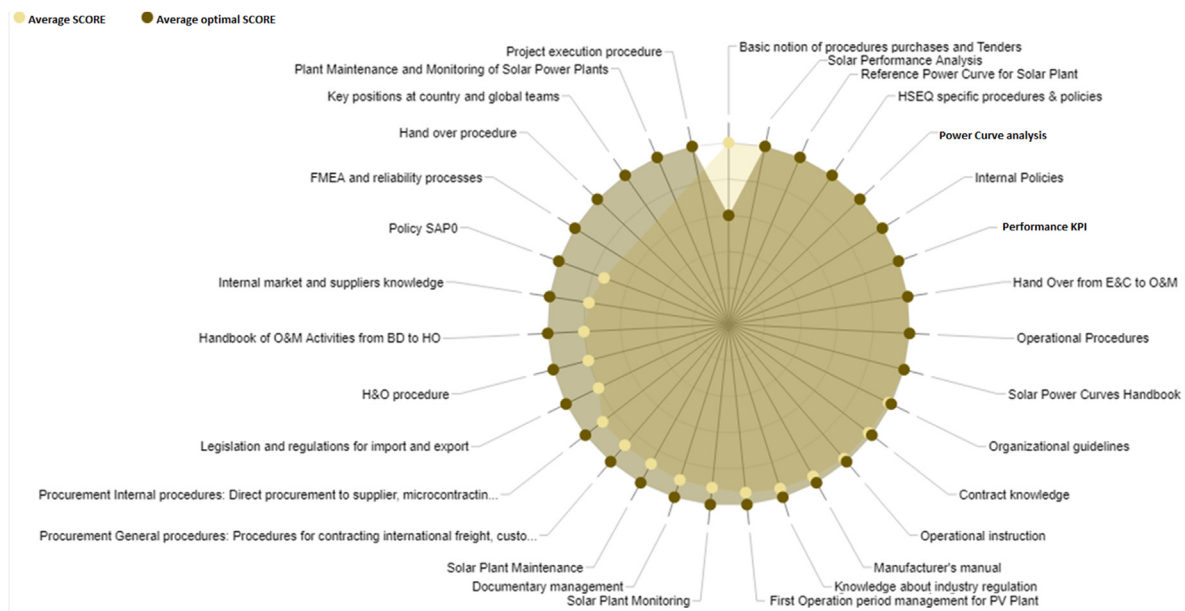 Average SCORE
Average optimal SCORE
Project execution procedure
Basic notion of procedures purchases and Tenders
Solar Performance Analysis
Plant Maintenance and Monitoring of Solar Power Plants
Reference Power Curve for Solar Plant
Key positions at country and global teams
HSEQ specific procedures & policies
Hand over procedure
Power Curve analysis
FMEA and reliability processes
Internal Policies
Policy SAP0
Performance KPI
Internal market and suppliers knowledge
Hand Over from E&C to O&M
Handbook of O&M Activities from BD to HO
Operational Procedures
H&O procedure
Solar Power Curves Handbook
Legislation and regulations for import and export
Organizational guidelines
Procurement Internal procedures: Direct procurement to supplier, microcontractin...
Contract knowledge
Procurement General procedures: Procedures for contracting international freight, custo...
Operational instruction
Solar Plant Maintenance
Manufacturer's manual
Documentary management
Knowledge about industry regulation
Solar Plant Monitoring
First Operation period management for PV Plant